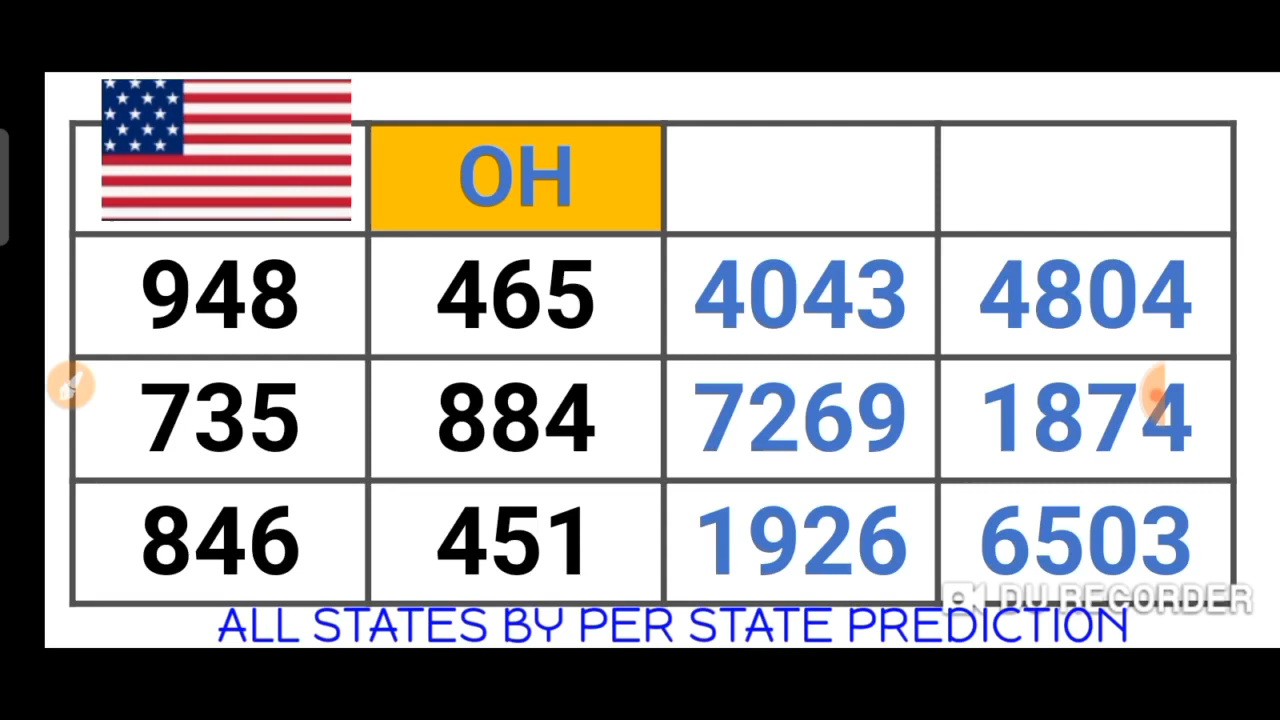 OH
948 465 4043 4804
735 884 7269 1874
846 451 1926 6503
DU RECORDER
ALL STATES BY PER STATE PREDICTION